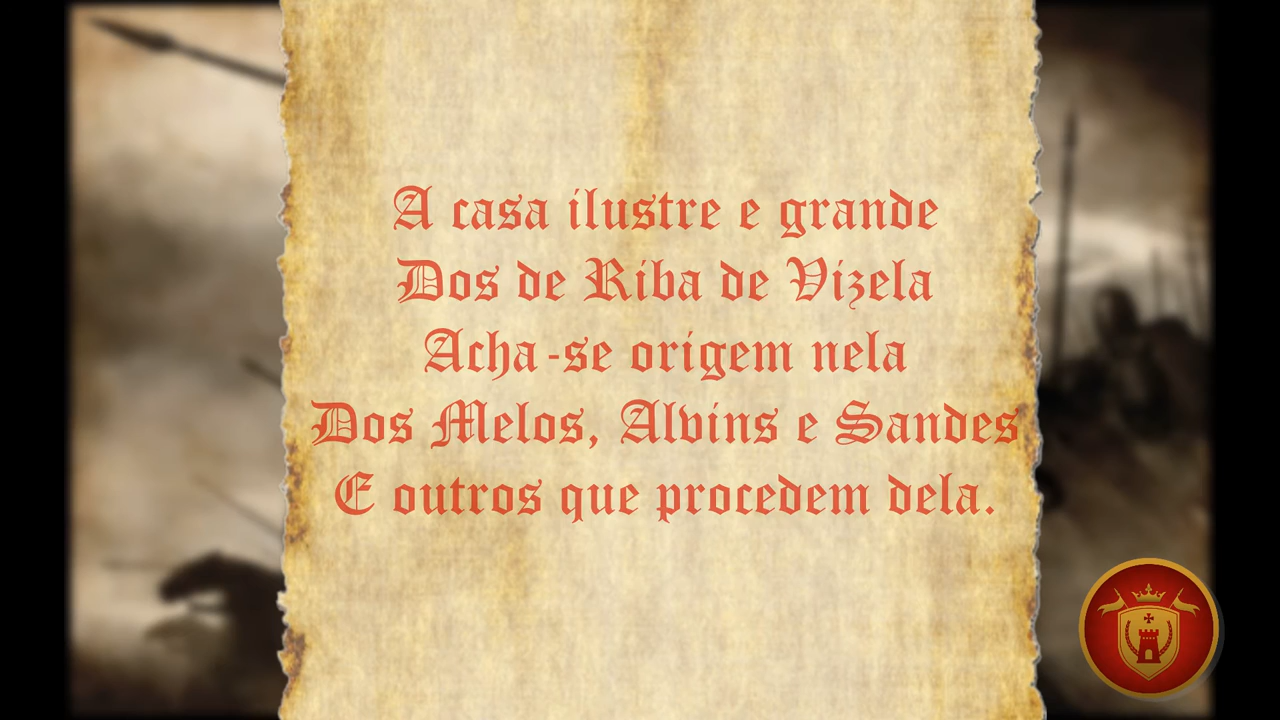 A casa ilustre e grande
Dos de Riba de Vizela
Acha-se origem nela
Dos Melos, Alvins e Sandes
E outros que procedem dela.